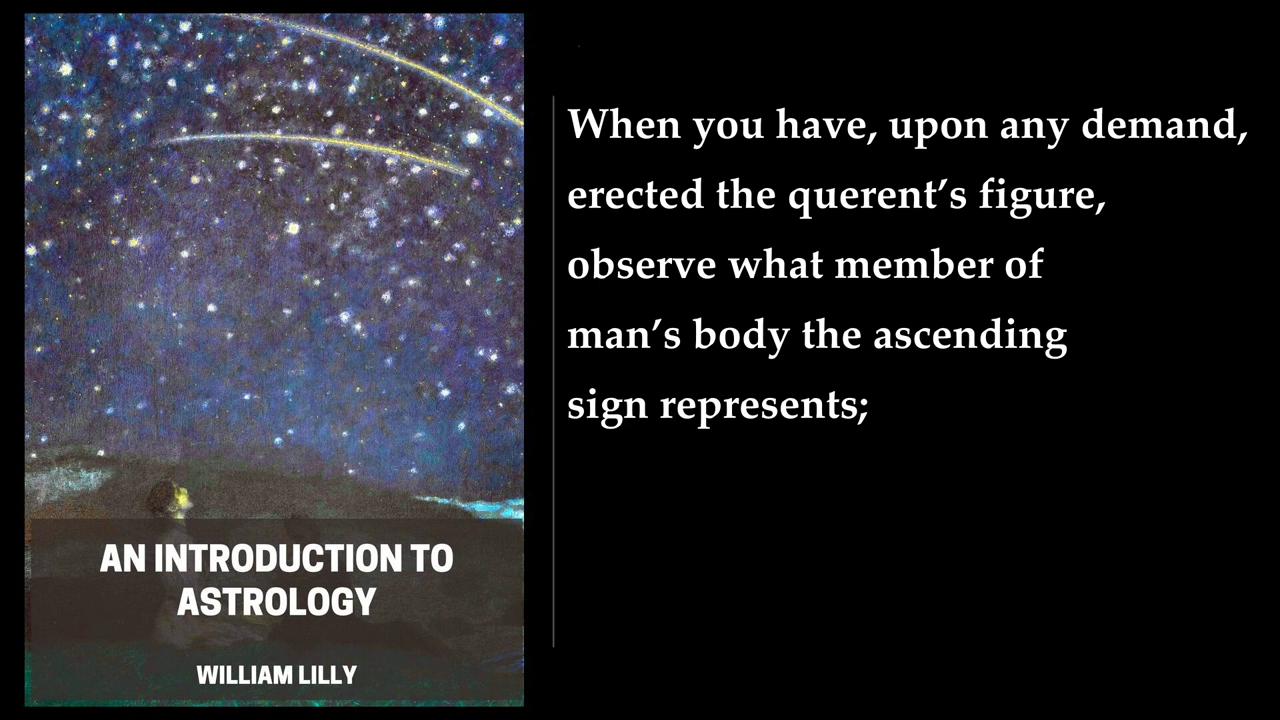 AN INTRODUCTION TO
ASTROLOGY
WILLIAM LILLY
When you have, upon any demand,
erected the querent’s figure,
observe what member of
man’s body the ascending
sign represents;